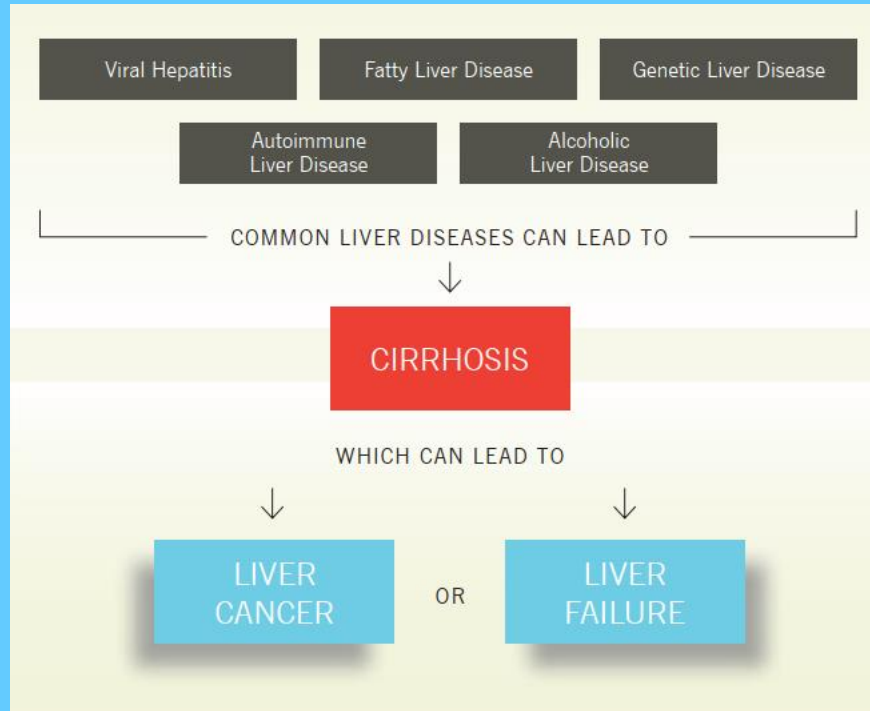 Viral Hepatitis
Fatty Liver Disease
Genetic Liver Disease
Autoimmune
Liver Disease
Alcoholic
Liver Disease
COMMON LIVER DISEASES CAN LEAD TO
CIRRHOSIS
WHICH CAN LEAD TO
LIVER
CANCER
OR
LIVER
FAILURE